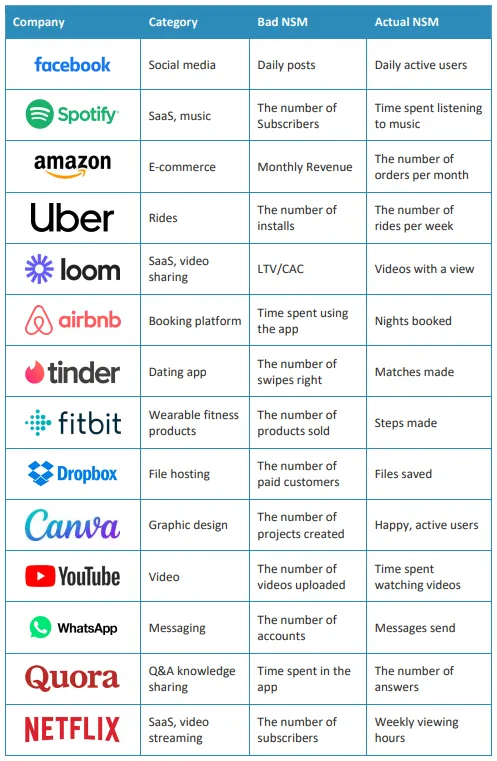 Company Category Bad NSM Actual NSM
facebook Social media Daily posts Daily active users
Spotify SaaS, music The number of Subscribers Time spent listening to music
amazon E-commerce Monthly Revenue The number of orders per month
Uber Rides The number of installs The number of rides per week
loom SaaS, video sharing LTV/CAC Videos with a view
airbnb Booking platform Time spent using the app Nights booked
tinder Dating app The number of swipes right Matches made
fitbit Wearable fitness products The number of products sold Steps made
Dropbox File hosting The number of paid customers Files saved
Canva Graphic design The number of projects created Happy, active users
YouTube Video The number of videos uploaded Time spent watching videos
WhatsApp Messaging The number of accounts Messages send
Quora Q&A knowledge sharing Time spent in the app The number of answers
NETFLIX SaaS, video streaming The number of subscribers Weekly viewing hours